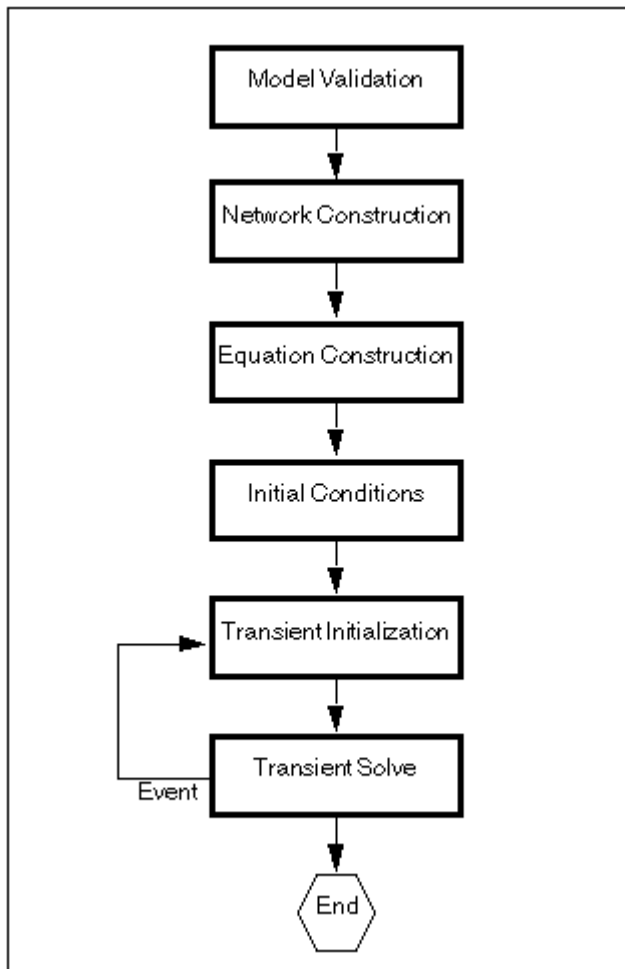 Model Validation
Network Construction
Equation Construction
Initial Conditions
Transient Initialization
Transient Solve
Event
End